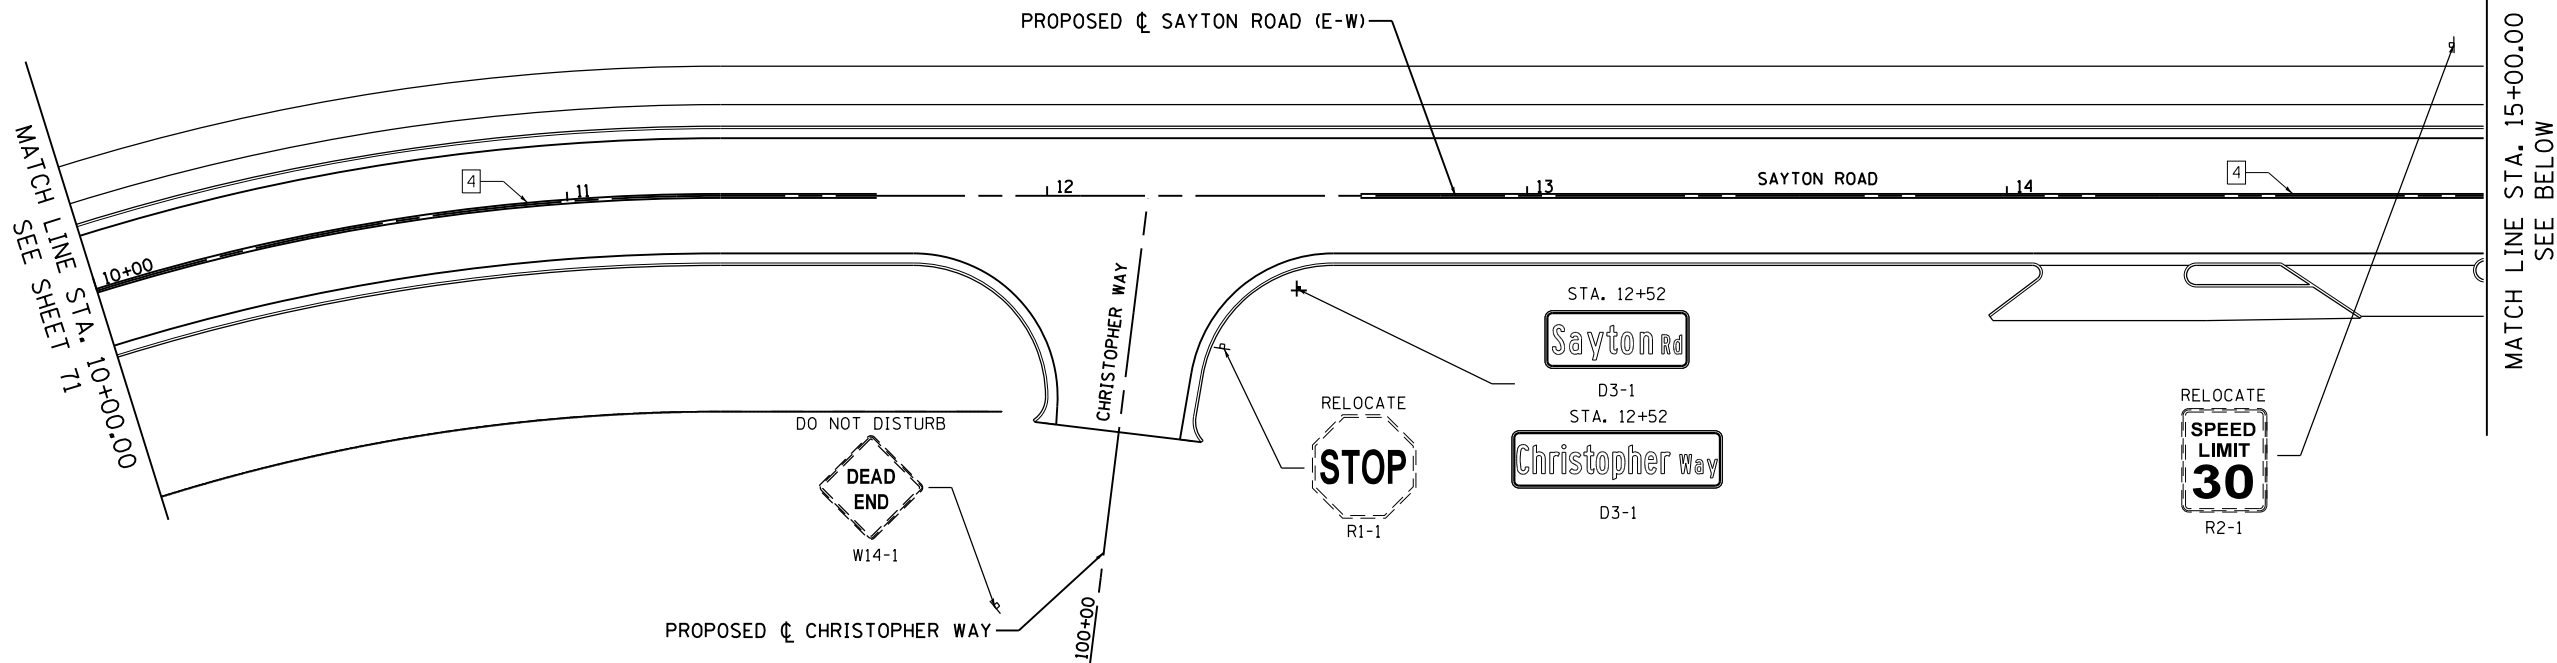 PROPOSED ℄ SAYTON ROAD (E-W)
MATCH LINE STA. 10+00.00
SEE SHEET 71
10+00
4
11
12
13
SAYTON ROAD
14
4
MATCH LINE STA. 15+00.00
SEE BELOW
CHRISTOPHER WAY
STA. 12+52
Sayton Rd
D3-1
STA. 12+52
Christopher Way
D3-1
DO NOT DISTURB
DEAD
END
W14-1
RELOCATE
STOP
R1-1
RELOCATE
SPEED
LIMIT
30
R2-1
PROPOSED ℄ CHRISTOPHER WAY
100+00